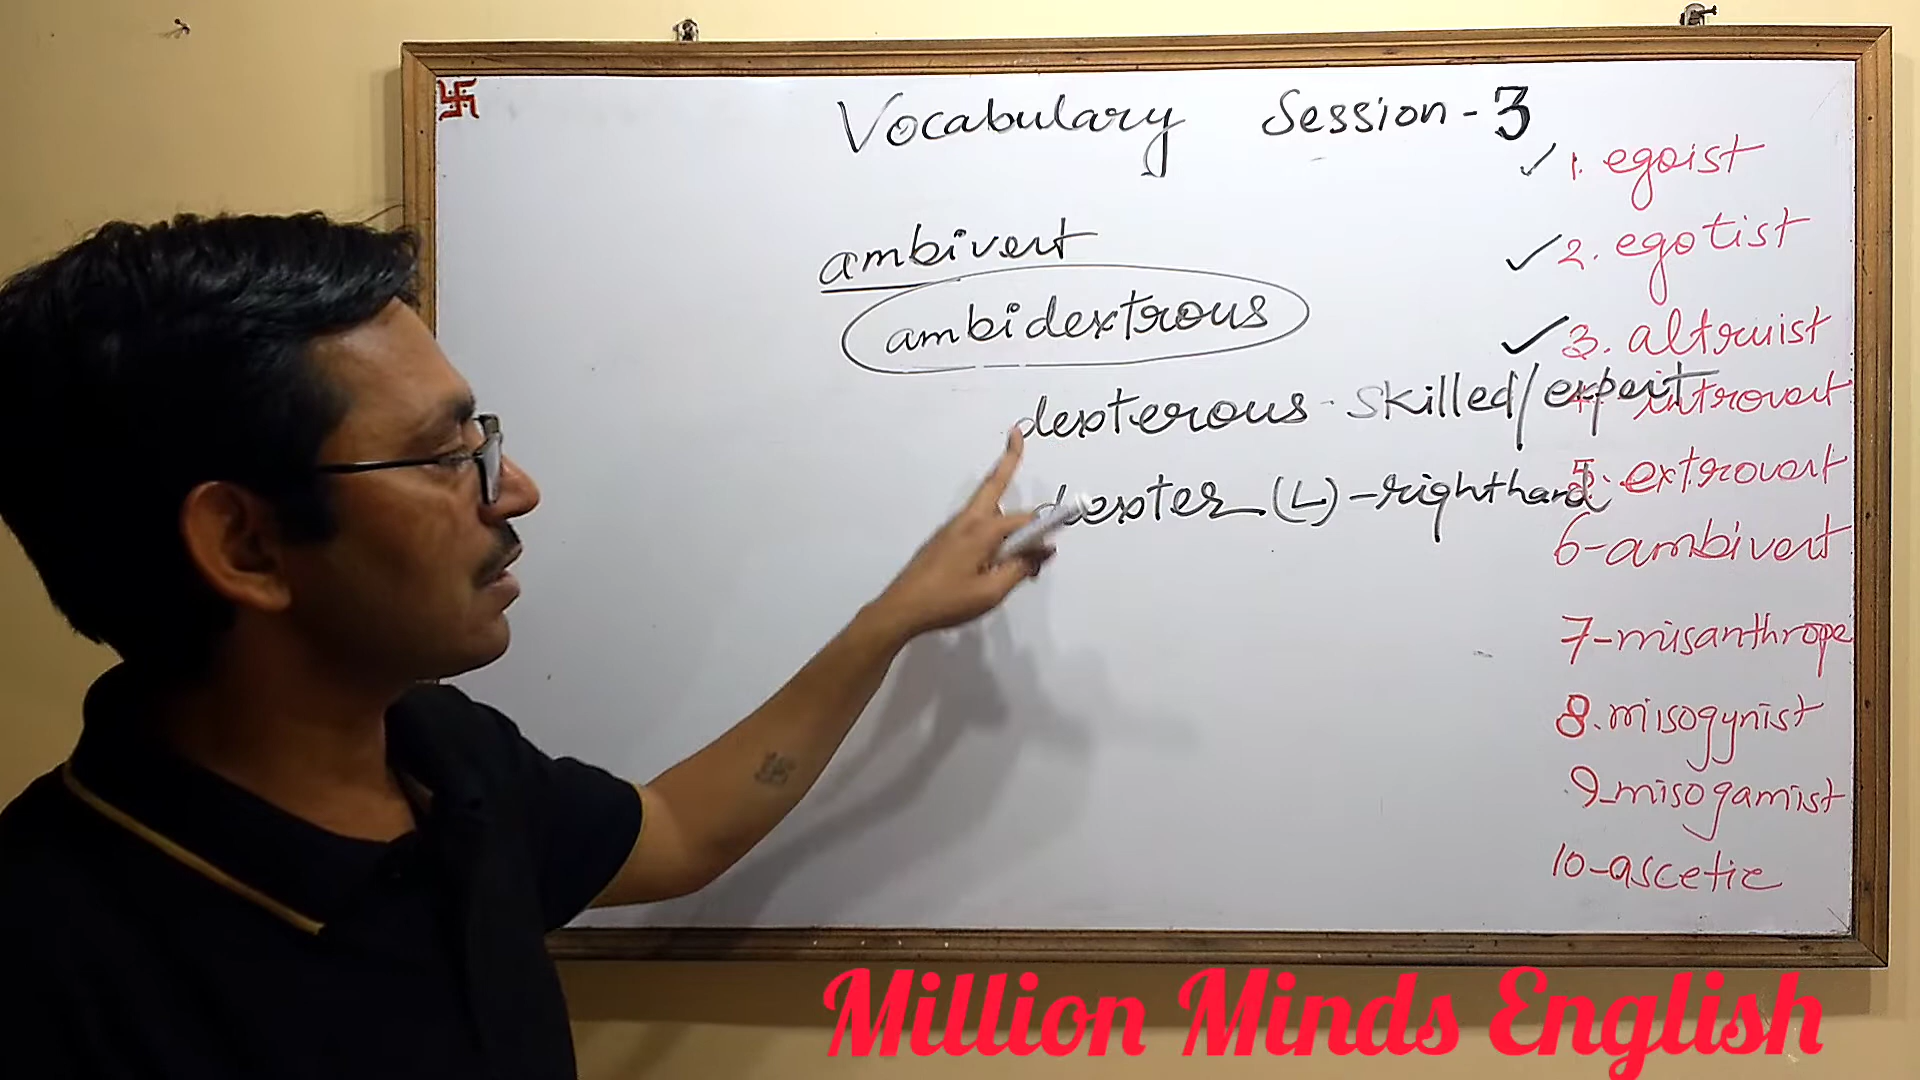 Vocabulary Session - 3
ambivert
ambidextrous
dexterous - skilled/expert
dexter (L) - righthand
1. egoist
2. egotist
3. altruist
4. introvert
5. extrovert
6-ambivert
7-misanthrope
8. misogynist
9-misogamist
10-ascetic
Million Minds English